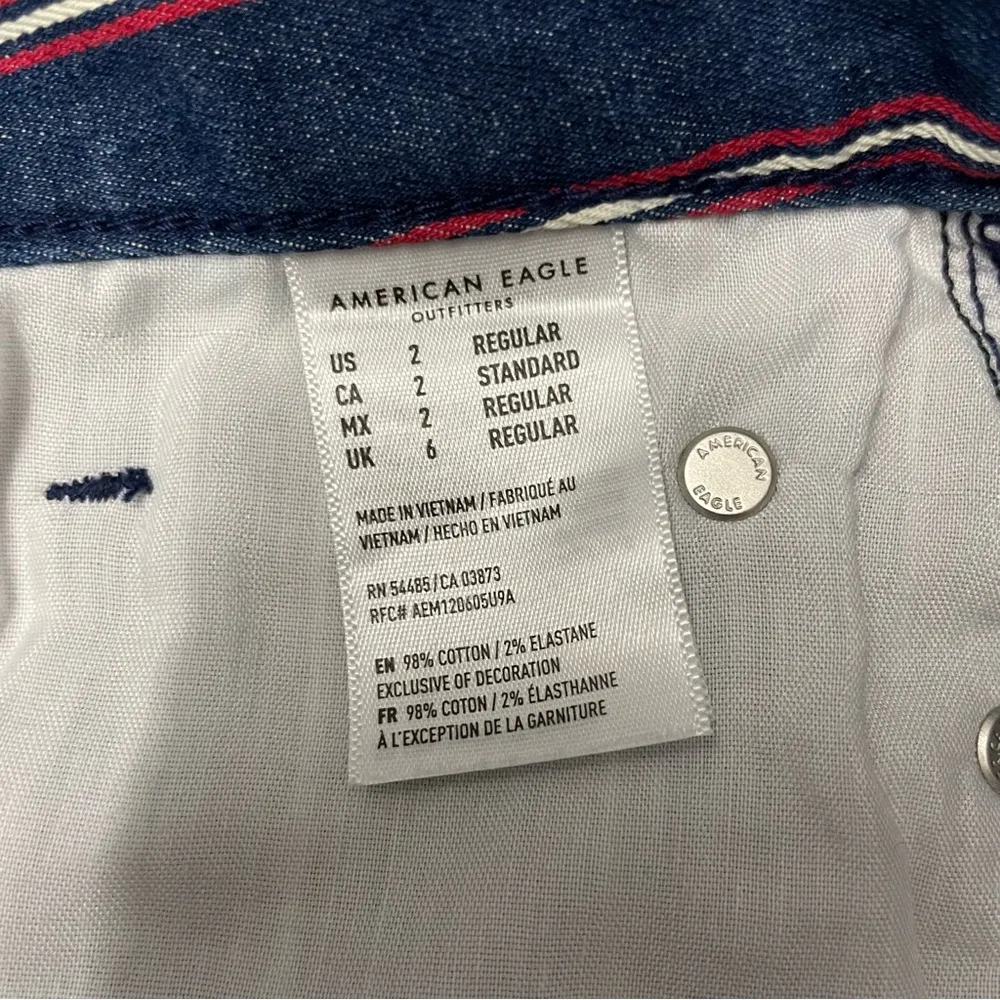 AMERICAN EAGLE
OUTFITTERS
US 2 REGULAR
CA 2 STANDARD
MX 2 REGULAR
UK 6 REGULAR
MADE IN VIETNAM / FABRIQUÉ AU
VIETNAM / HECHO EN VIETNAM
RN 54485 / CA 03873
RFC# AEM120605U9A
EN 98% COTTON / 2% ELASTANE
EXCLUSIVE OF DECORATION
FR 98% COTON / 2% ÉLASTHANNE
À L'EXCEPTION DE LA GARNITURE
AMERICAN
EAGLE